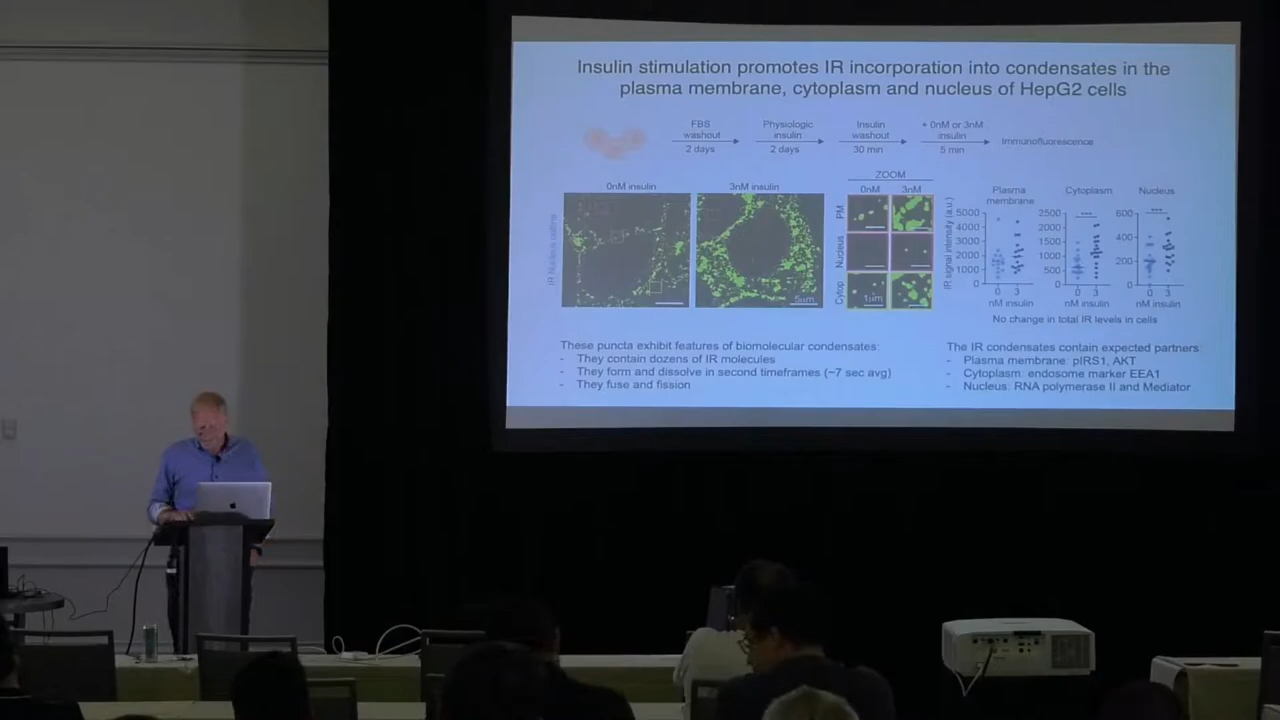 Insulin stimulation promotes IR incorporation into condensates in the
plasma membrane, cytoplasm and nucleus of HepG2 cells
FBS
washout
2 days
Physiologic
insulin
2 days
Insulin
washout
30 min
+ 0nM or 3nM
insulin
5 min
Immunofluorescence
0nM insulin
3nM insulin
IR Nucleus outline
5um
ZOOM
0nM
3nM
PM
Nucleus
Cytop
1um
IR signal intensity (a.u.)
Plasma
membrane
5000
4000
3000
2000
1000
0
0 3
nM insulin
Cytoplasm
2500
2000
1500
1000
500
0
***
0 3
nM insulin
Nucleus
600
400
200
0
***
0 3
nM insulin
No change in total IR levels in cells
These puncta exhibit features of biomolecular condensates:
- They contain dozens of IR molecules
- They form and dissolve in second timeframes (~7 sec avg)
- They fuse and fission
The IR condensates contain expected partners:
- Plasma membrane: pIRS1, AKT
- Cytoplasm: endosome marker EEA1
- Nucleus: RNA polymerase II and Mediator